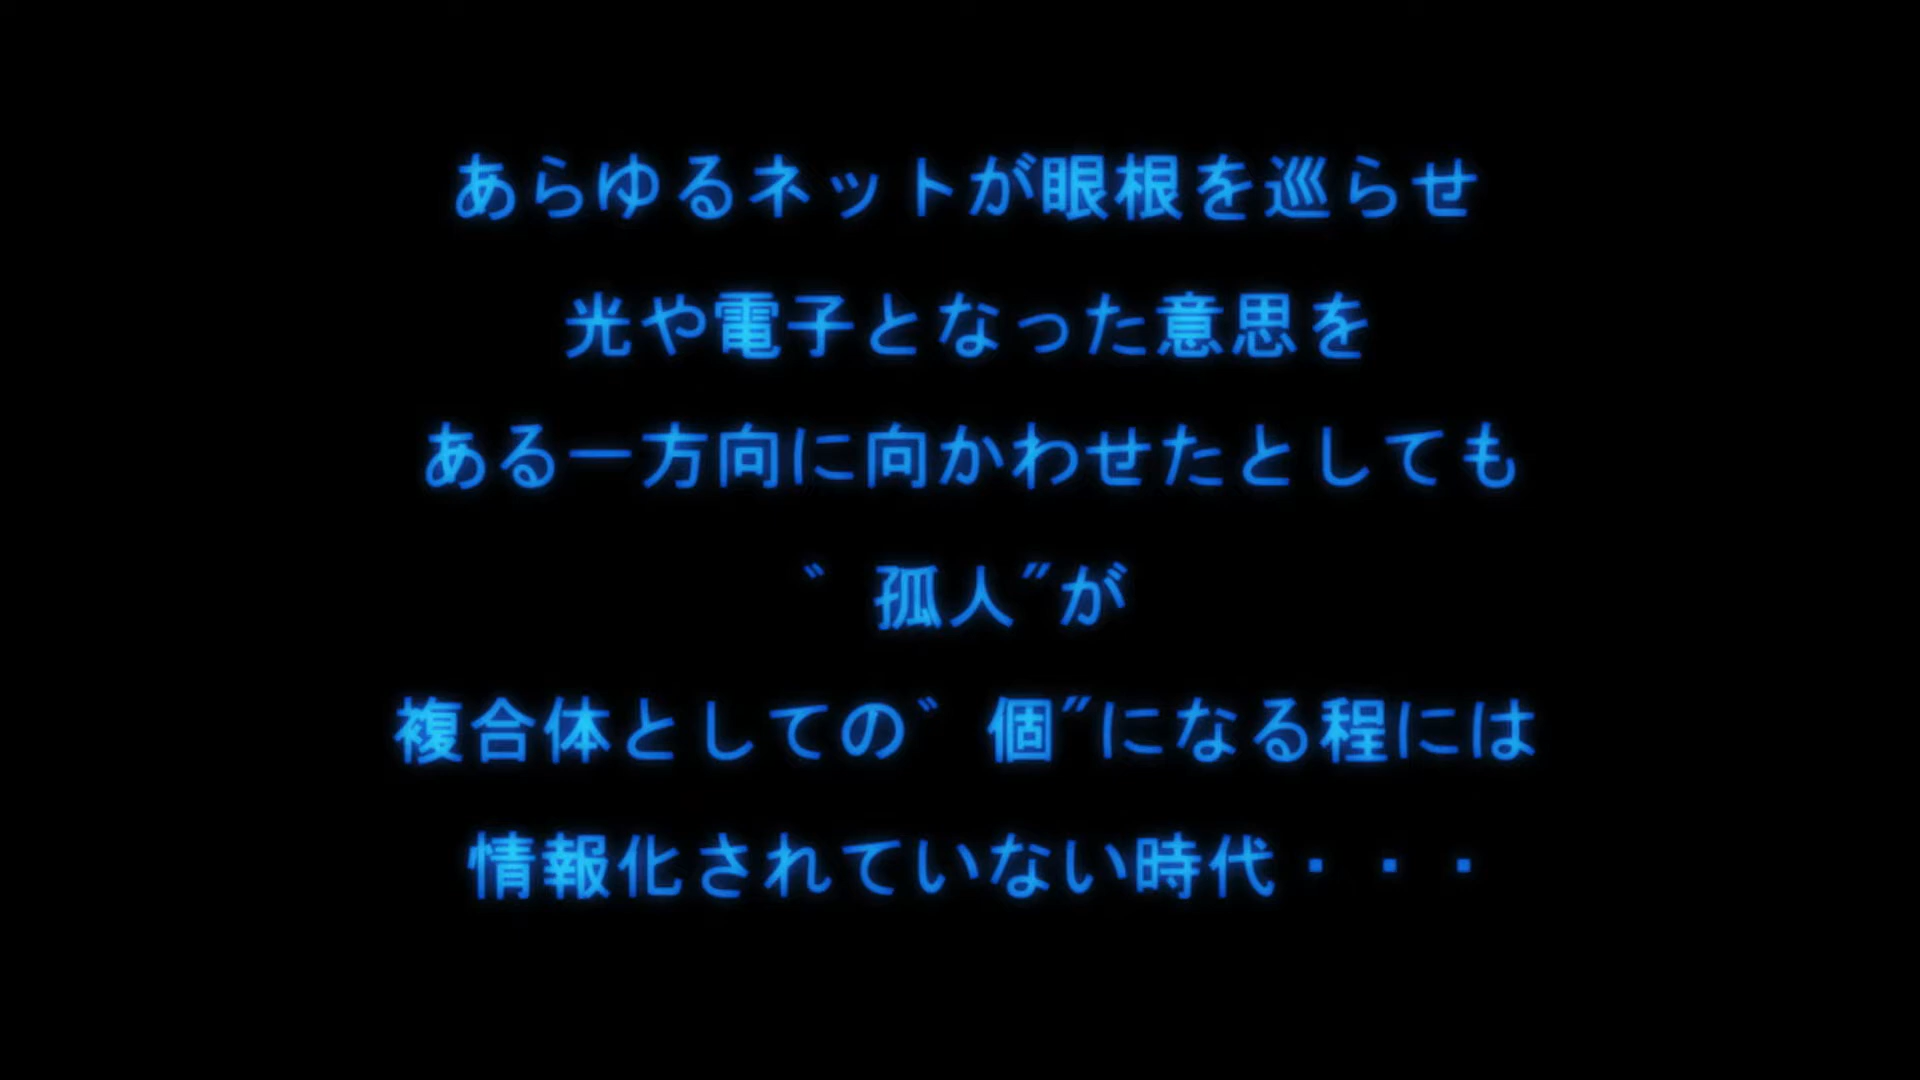 あらゆるネットが眼根を巡らせ
光や電子となった意思を
ある一方向に向かわせたとしても
〝孤人〞が
複合体としての〝個〞になる程には
情報化されていない時代・・・